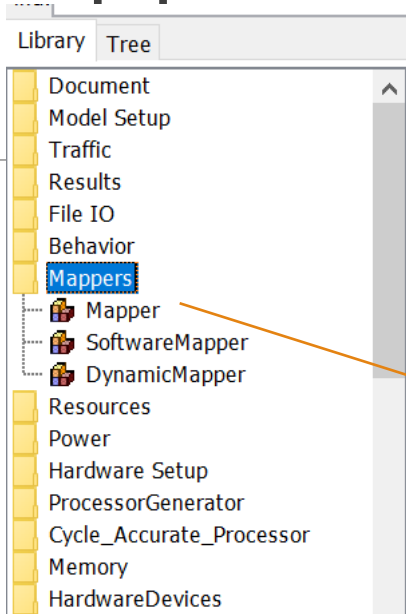 Library Tree
Document
Model Setup
Traffic
Results
File IO
Behavior
Mappers
Mapper
SoftwareMapper
DynamicMapper
Resources
Power
Hardware Setup
ProcessorGenerator
Cycle_Accurate_Processor
Memory
HardwareDevices